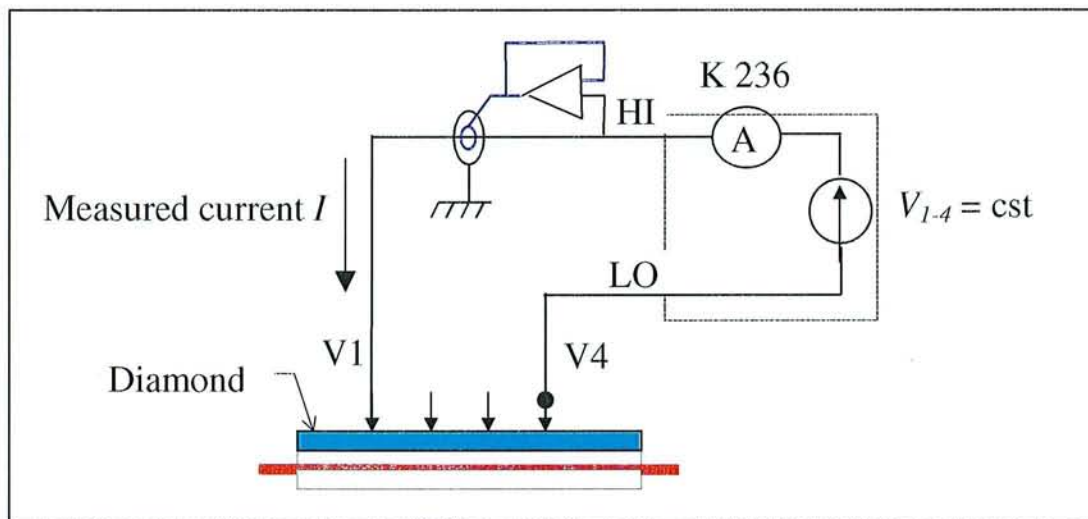 K 236
HI
A
Measured current I
V1-4 = cst
LO
V1
V4
Diamond